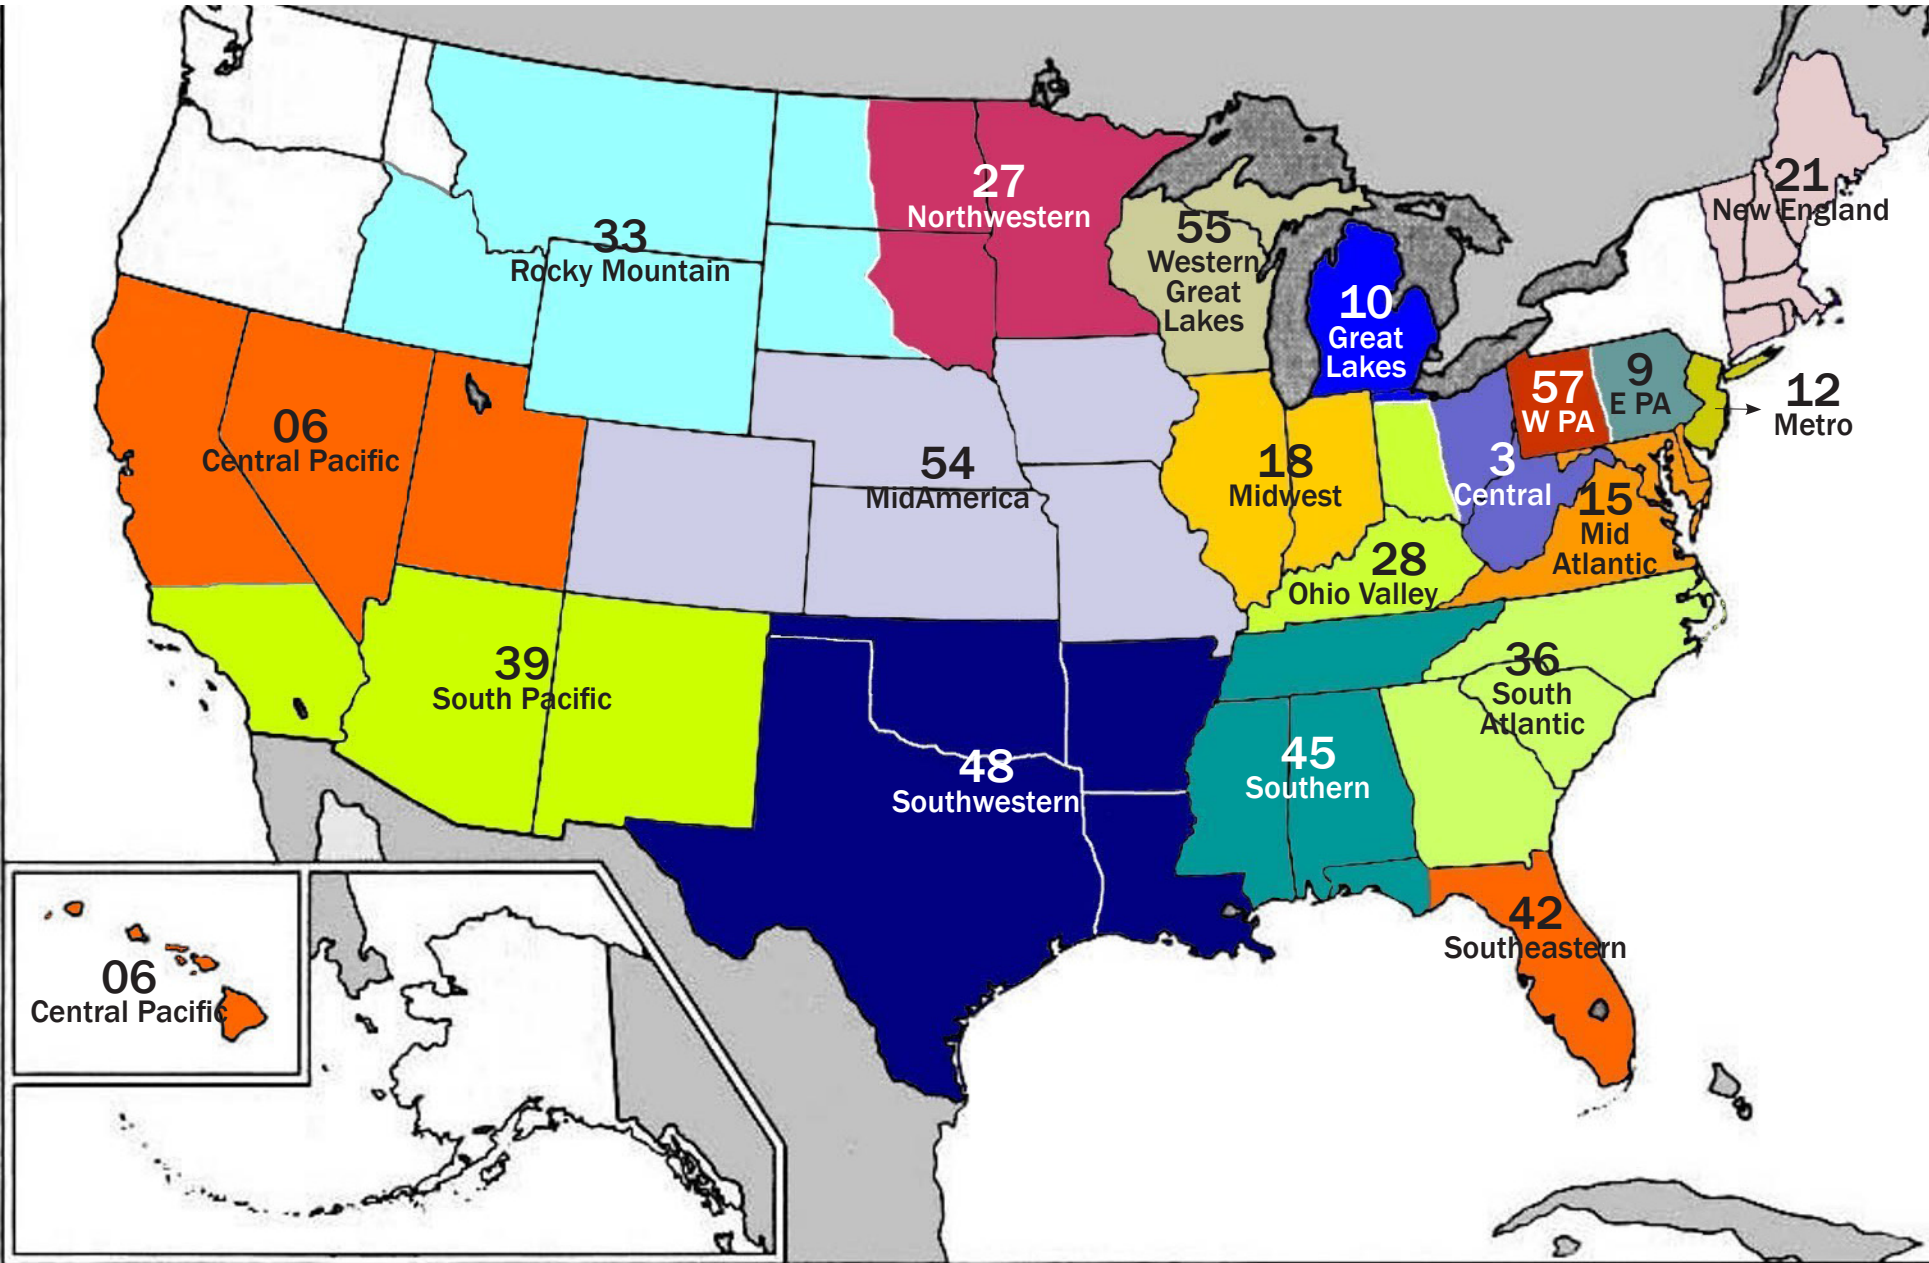 21
New England
27
Northwestern
55
Western
Great
Lakes
33
Rocky Mountain
10
Great
Lakes
57
W PA
9
E PA
12
Metro
06
Central Pacific
54
MidAmerica
18
Midwest
3
Central
15
Mid
Atlantic
28
Ohio Valley
39
South Pacific
36
South
Atlantic
48
Southwestern
45
Southern
42
Southeastern
06
Central Pacific